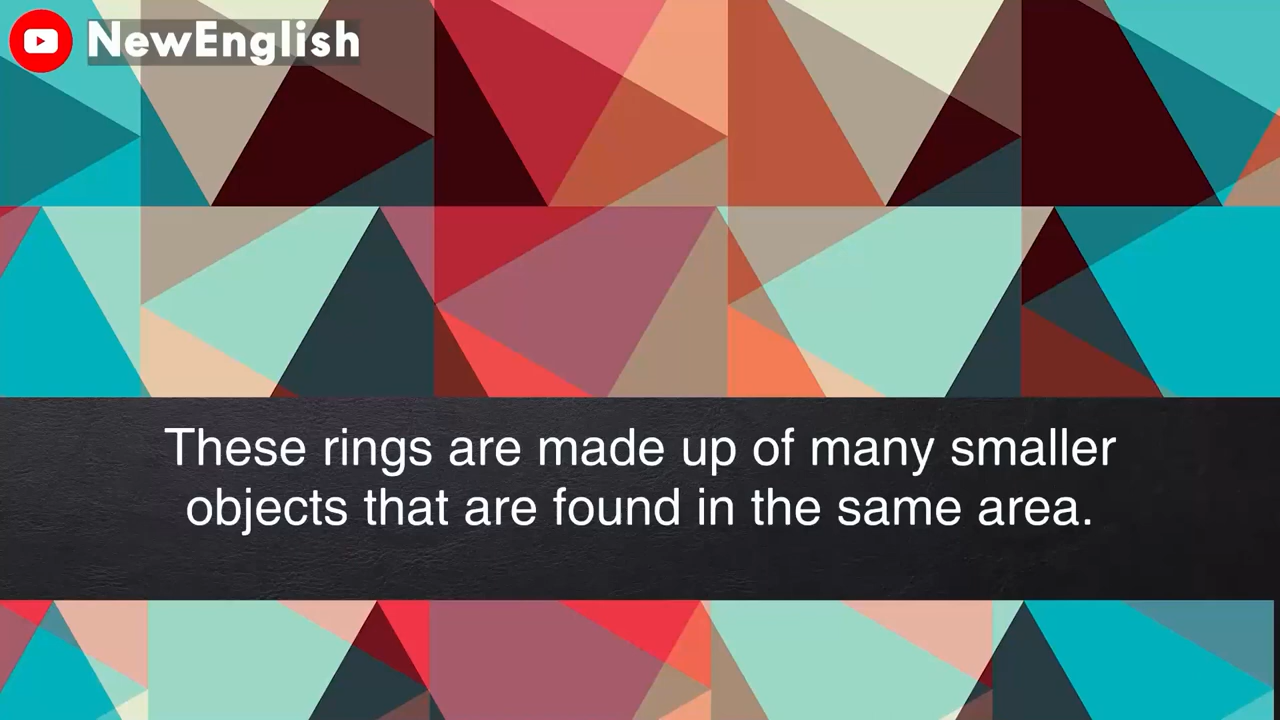 NewEnglish
These rings are made up of many smaller
objects that are found in the same area.